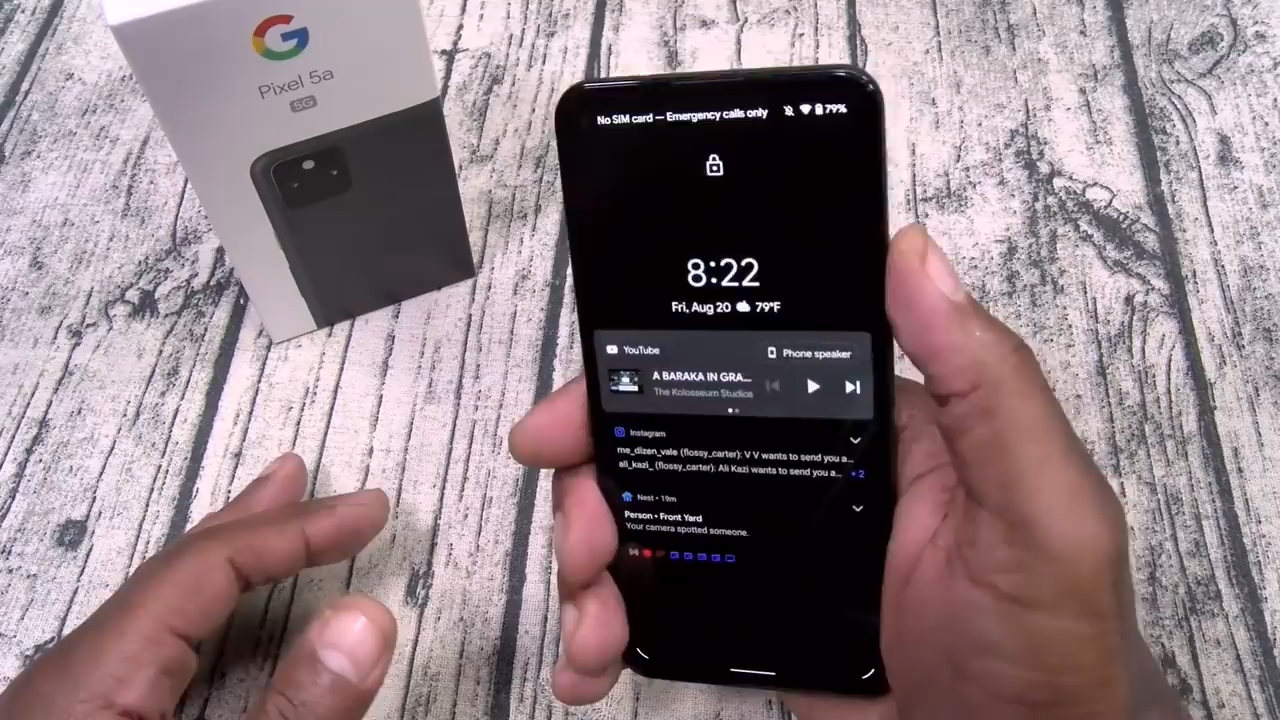 Pixel 5a
5G
No SIM card — Emergency calls only
79%
8:22
Fri, Aug 20 79°F
YouTube
Phone speaker
A BARAKA IN GRA...
The Kolosseum Studios
Instagram
me_dizen_vale (flossy_carter): V V wants to send you a...
ali_kazi_ (flossy_carter): Ali Kazi wants to send you a...
+2
Nest • 19m
Person • Front Yard
Your camera spotted someone.